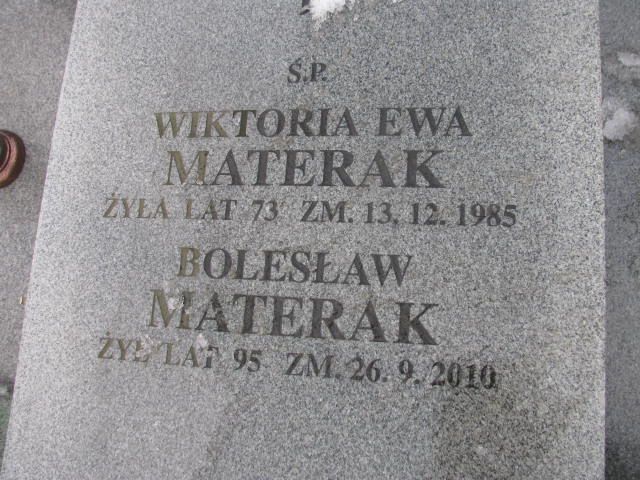 Ś.P.
WIKTORIA EWA
MATERAK
ŻYŁA LAT 73 ZM. 13. 12. 1985
BOLESŁAW
MATERAK
ŻYŁ LAT 95 ZM. 26. 9. 2010